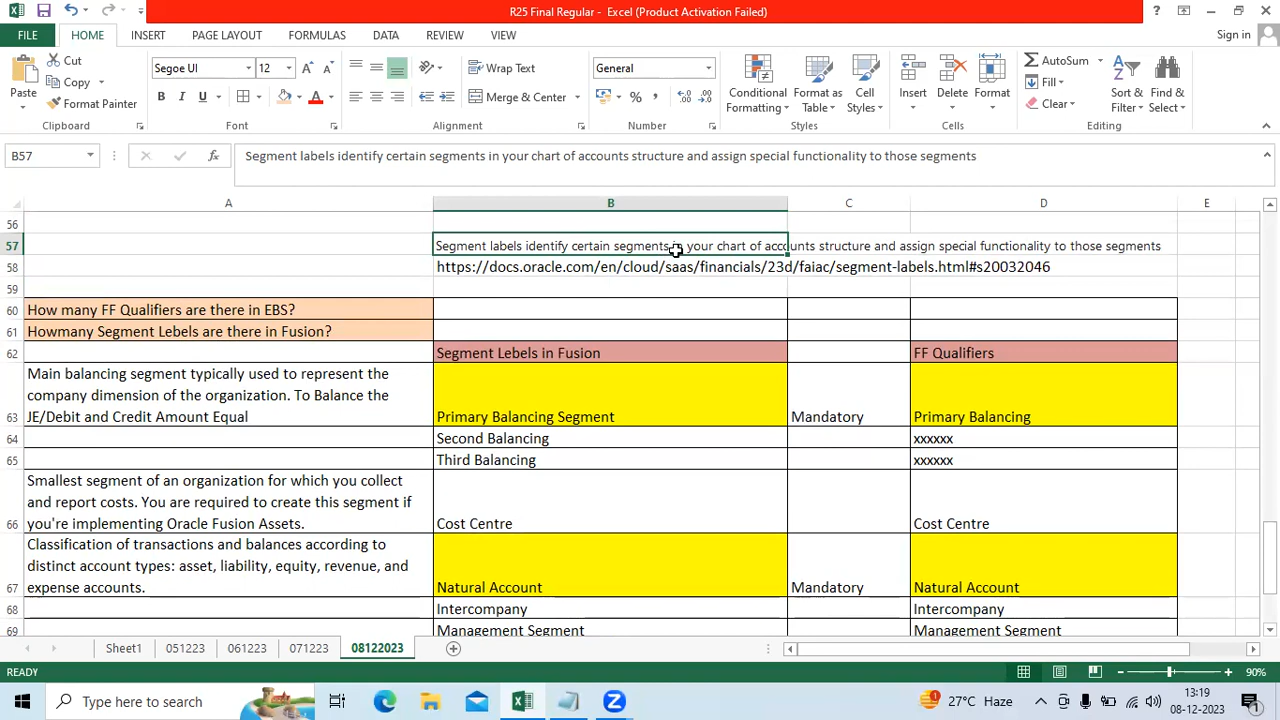 R25 Final Regular - Excel (Product Activation Failed)
FILE HOME INSERT PAGE LAYOUT FORMULAS DATA REVIEW VIEW Sign in
Paste
Cut
Copy
Format Painter
Clipboard
Segoe UI 12
B I U
Font
Wrap Text
Merge & Center
Alignment
General
Number
Conditional Formatting
Format as Table
Cell Styles
Styles
Insert Delete Format
Cells
AutoSum
Fill
Clear
Sort & Filter
Find & Select
Editing
B57 Segment labels identify certain segments in your chart of accounts structure and assign special functionality to those segments
A B C D E
56
57 Segment labels identify certain segments in your chart of accounts structure and assign special functionality to those segments
58 https://docs.oracle.com/en/cloud/saas/financials/23d/faiac/segment-labels.html#s20032046
59
60 How many FF Qualifiers are there in EBS?
61 Howmany Segment Lebels are there in Fusion?
62 Segment Lebels in Fusion FF Qualifiers
Main balancing segment typically used to represent the
company dimension of the organization. To Balance the
63 JE/Debit and Credit Amount Equal Primary Balancing Segment Mandatory Primary Balancing
64 Second Balancing xxxxxx
65 Third Balancing xxxxxx
Smallest segment of an organization for which you collect
and report costs. You are required to create this segment if
66 you're implementing Oracle Fusion Assets. Cost Centre Cost Centre
Classification of transactions and balances according to
distinct account types: asset, liability, equity, revenue, and
67 expense accounts. Natural Account Mandatory Natural Account
68 Intercompany Intercompany
69 Management Segment Management Segment
Sheet1 051223 061223 071223 08122023
READY 90%
Type here to search 27°C Haze 13:19
08-12-2023